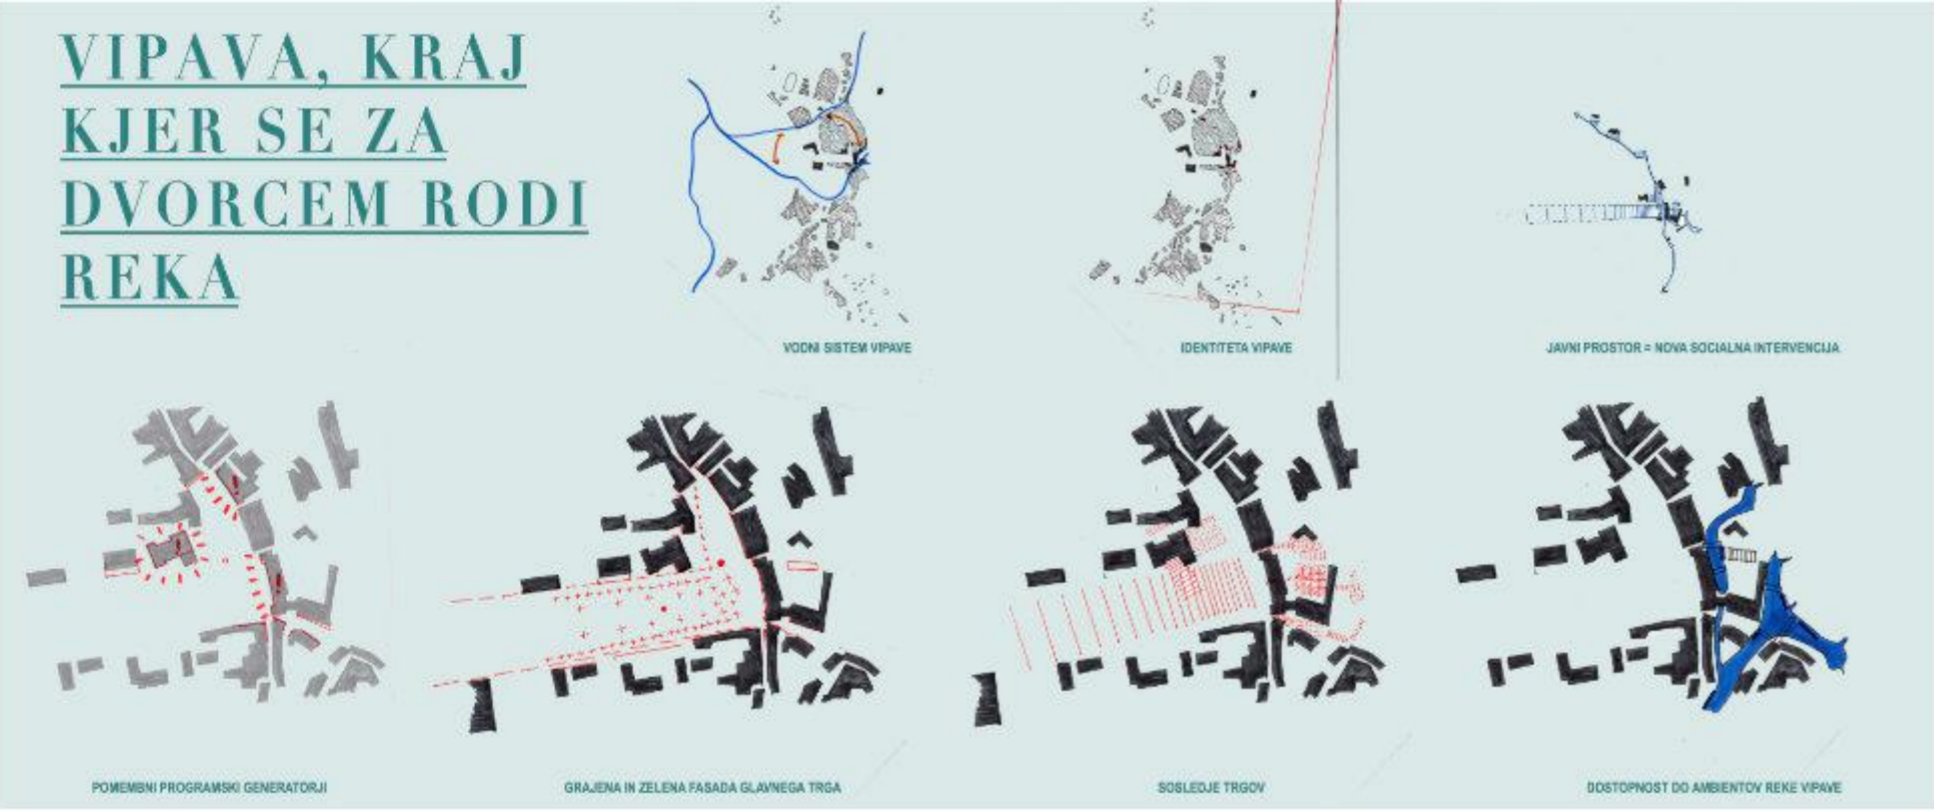 VIPAVA, KRAJ
KJER SE ZA
DVORCEM RODI
REKA
VODNI SISTEM VIPAVE
IDENTITETA VIPAVE
JAVNI PROSTOR = NOVA SOCIALNA INTERVENCIJA
POMEMBNI PROGRAMSKI GENERATORJI
GRAJENA IN ZELENA FASADA GLAVNEGA TRGA
SOSLEDJE TRGOV
DOSTOPNOST DO AMBIENTOV REKE VIPAVE